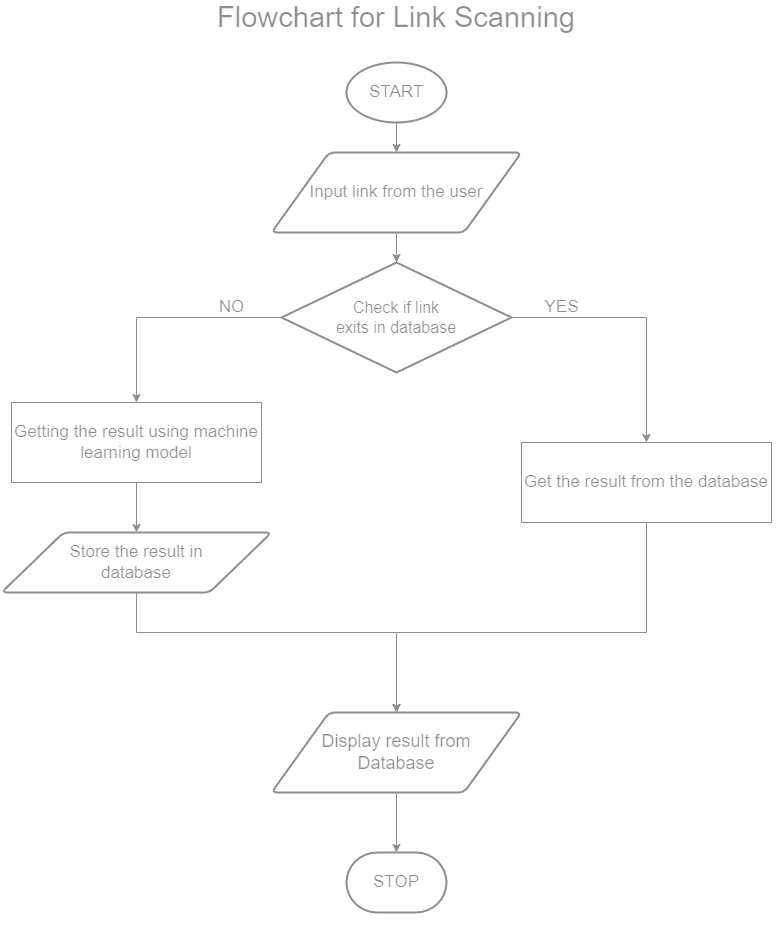 Flowchart for Link Scanning
START
Input link from the user
Check if link
exits in database
NO
YES
Getting the result using machine
learning model
Get the result from the database
Store the result in
database
Display result from
Database
STOP